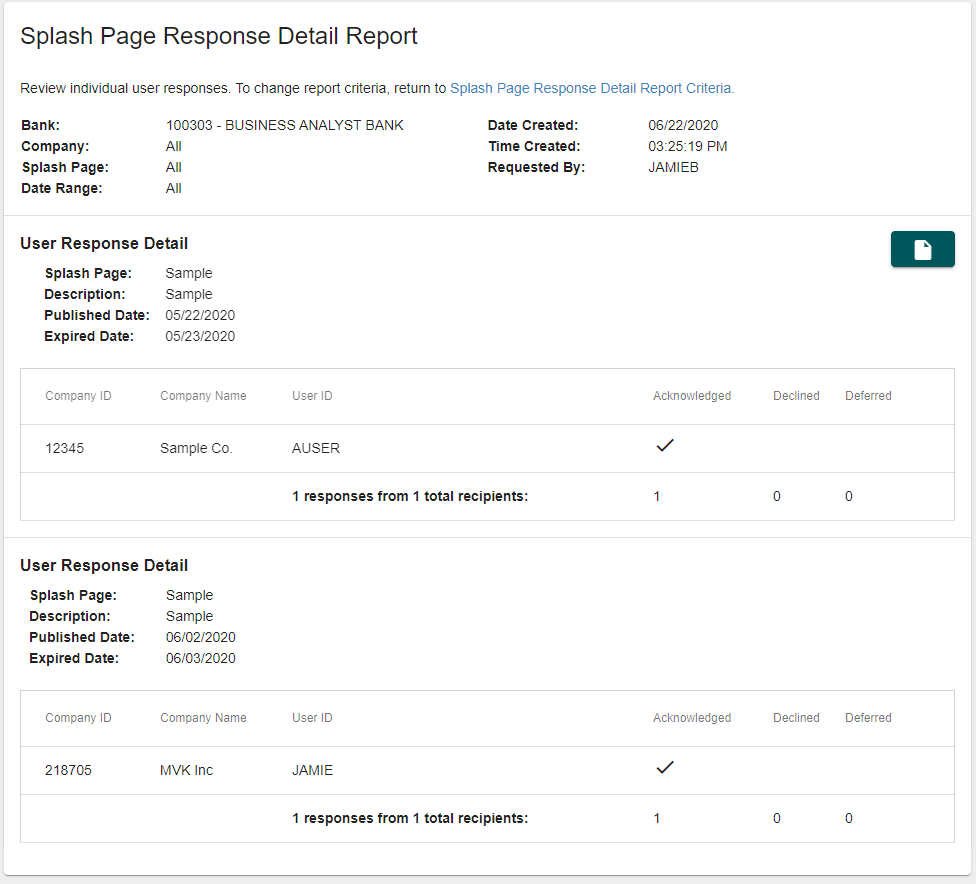 Splash Page Response Detail Report
Review individual user responses. To change report criteria, return to Splash Page Response Detail Report Criteria.
Bank: 100303 - BUSINESS ANALYST BANK Date Created: 06/22/2020
Company: All Time Created: 03:25:19 PM
Splash Page: All Requested By: JAMIEB
Date Range: All
User Response Detail
Splash Page: Sample
Description: Sample
Published Date: 05/22/2020
Expired Date: 05/23/2020
Company ID Company Name User ID Acknowledged Declined Deferred
12345 Sample Co. AUSER
1 responses from 1 total recipients: 1 0 0
User Response Detail
Splash Page: Sample
Description: Sample
Published Date: 06/02/2020
Expired Date: 06/03/2020
Company ID Company Name User ID Acknowledged Declined Deferred
218705 MVK Inc JAMIE
1 responses from 1 total recipients: 1 0 0